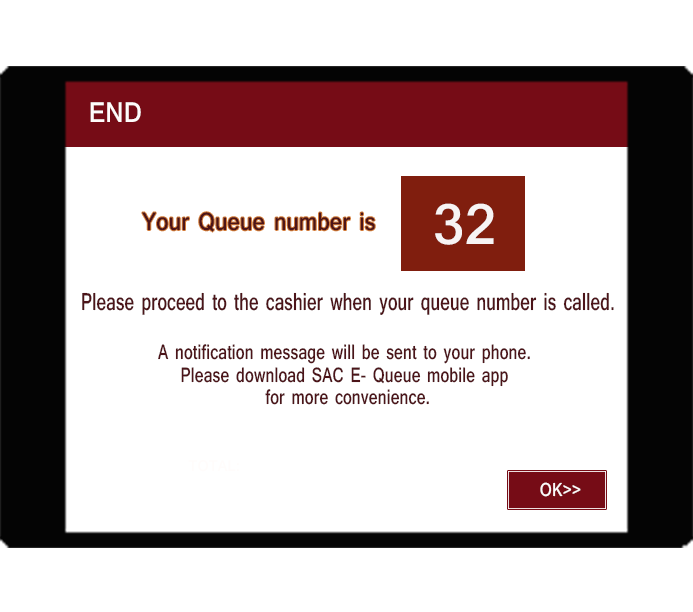 END
Your Queue number is 32
Please proceed to the cashier when your queue number is called.
A notification message will be sent to your phone.
Please download SAC E- Queue mobile app
for more convenience.
OK>>